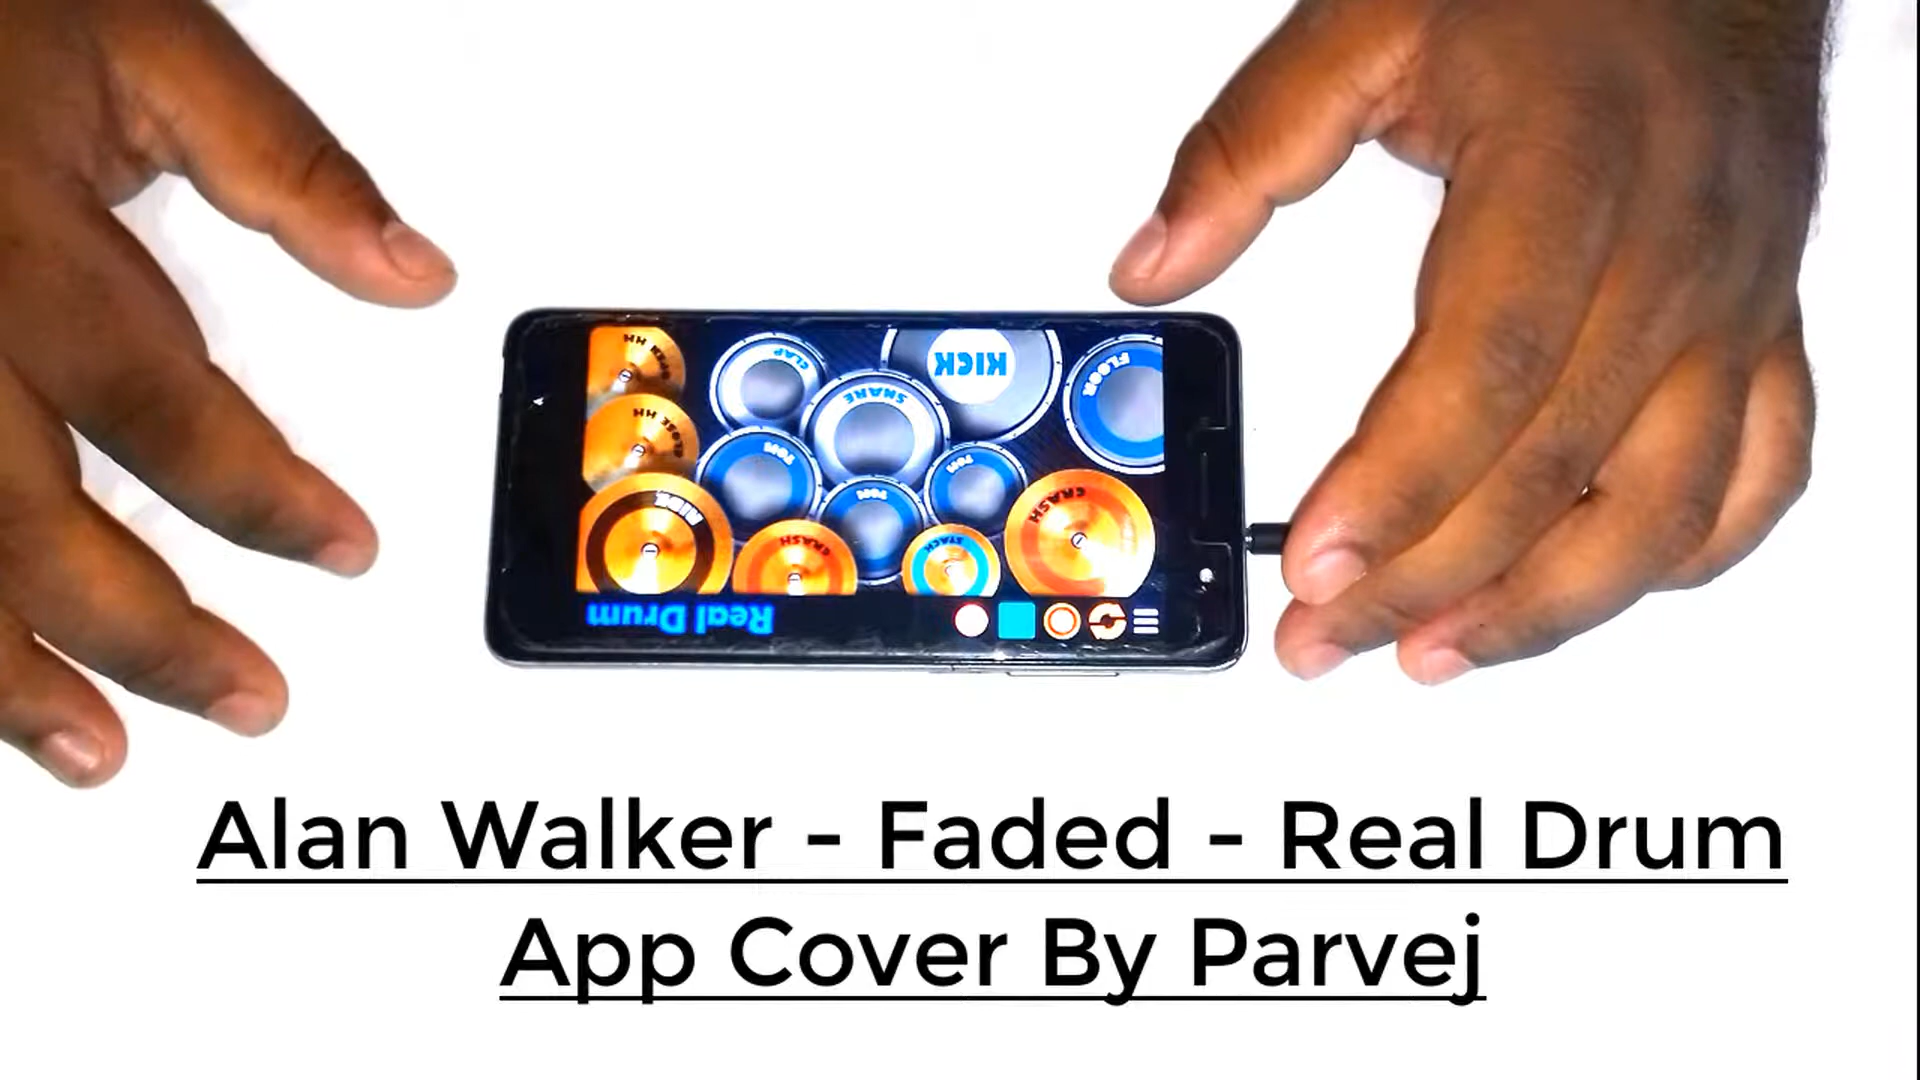 OPEN HH
CLAP
KICK
FLOOR
SNARE
CLOSE HH
TOM
TOM
TOM
RIDE
CRASH
STACK
CRASH
Real Drum
Alan Walker - Faded - Real Drum
App Cover By Parvej